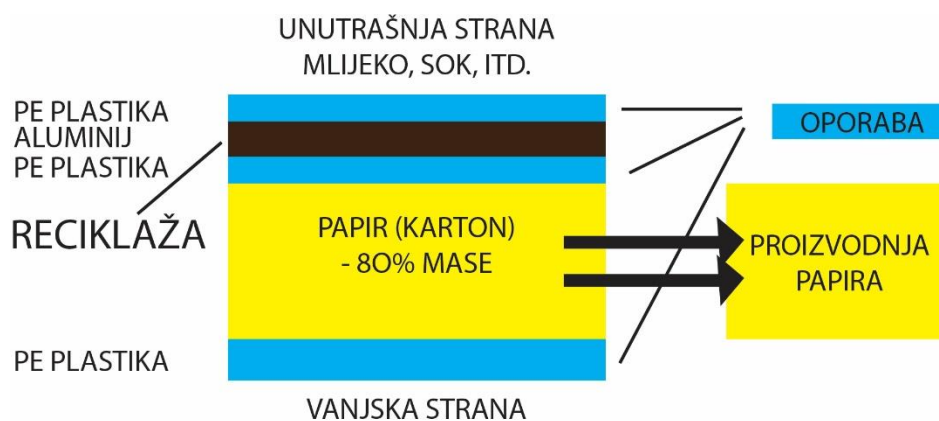 UNUTRAŠNJA STRANA
MLIJEKO, SOK, ITD.
PE PLASTIKA
ALUMINIJ
PE PLASTIKA
RECIKLAŽA
PAPIR (KARTON)
- 80% MASE
OPORABA
PROIZVODNJA
PAPIRA
PE PLASTIKA
VANJSKA STRANA